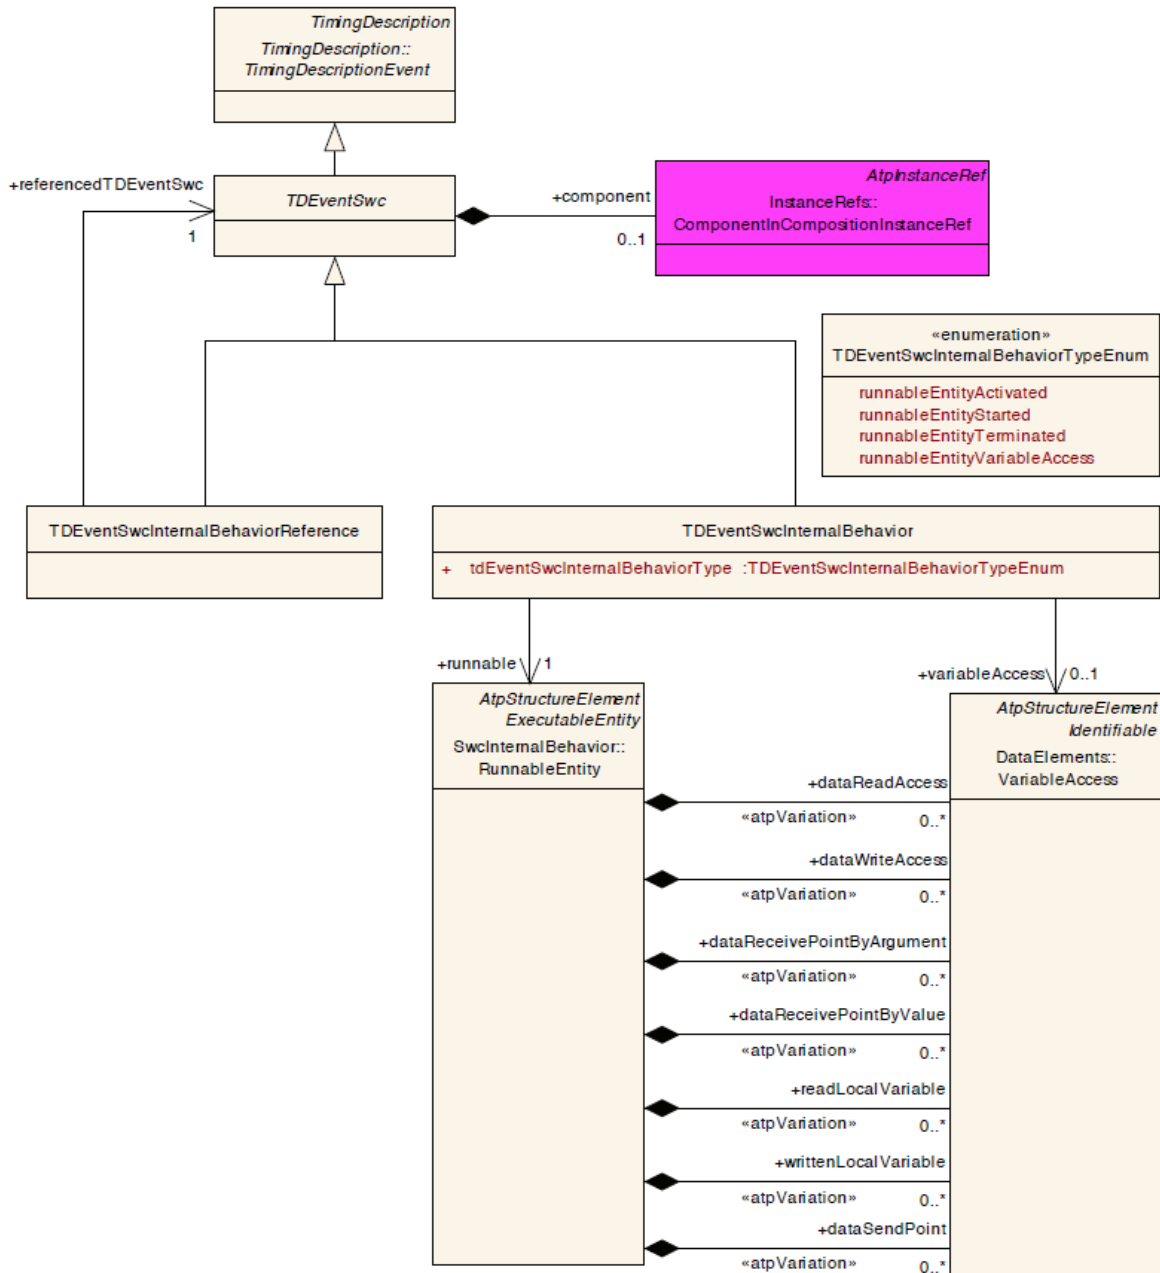 TimingDescription
TimingDescription::
TimingDescriptionEvent
+referencedTDEventSwc
1
TDEventSwc
+component
0..1
AtpInstanceRef
InstanceRefs::
ComponentInCompositionInstanceRef
«enumeration»
TDEventSwcInternalBehaviorTypeEnum
runnableEntityActivated
runnableEntityStarted
runnableEntityTerminated
runnableEntityVariableAccess
TDEventSwcInternalBehaviorReference
TDEventSwcInternalBehavior
+ tdEventSwcInternalBehaviorType :TDEventSwcInternalBehaviorTypeEnum
+runnable
1
+variableAccess
0..1
AtpStructureElement
ExecutableEntity
SwcInternalBehavior::
RunnableEntity
AtpStructureElement
Identifiable
DataElements::
VariableAccess
+dataReadAccess
«atpVariation» 0..*
+dataWriteAccess
«atpVariation» 0..*
+dataReceivePointByArgument
«atpVariation» 0..*
+dataReceivePointByValue
«atpVariation» 0..*
+readLocalVariable
«atpVariation» 0..*
+writtenLocalVariable
«atpVariation» 0..*
+dataSendPoint
«atpVariation» 0..*